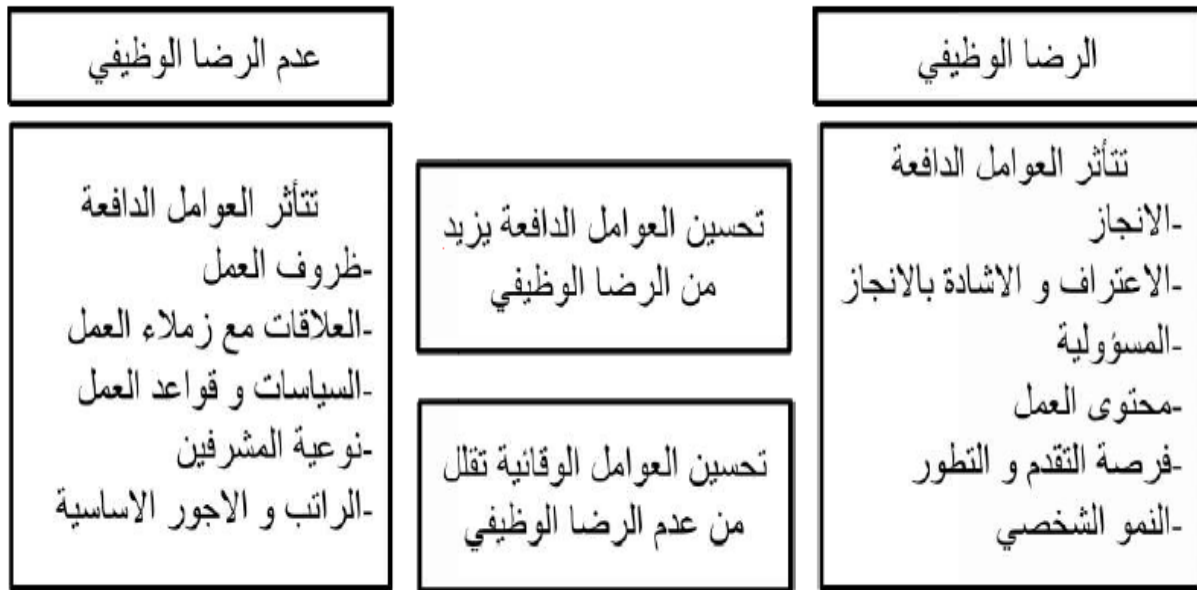 الرضا الوظيفي
تتأثر العوامل الدافعة
-الانجاز
-الاعتراف و الاشادة بالانجاز
-المسؤولية
-محتوى العمل
-فرصة التقدم و التطور
-النمو الشخصي
تحسين العوامل الدافعة يزيد
من الرضا الوظيفي
تحسين العوامل الوقائية تقلل
من عدم الرضا الوظيفي
عدم الرضا الوظيفي
تتأثر العوامل الدافعة
-ظروف العمل
-العلاقات مع زملاء العمل
-السياسات و قواعد العمل
-نوعية المشرفين
-الراتب و الاجور الاساسية